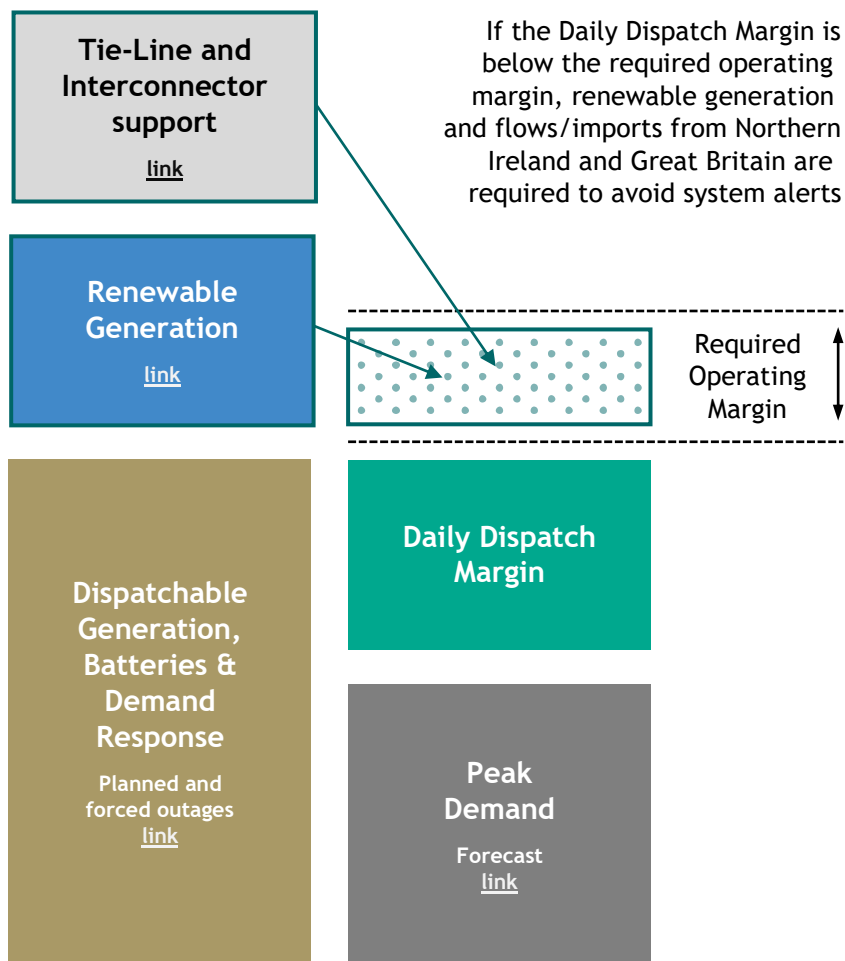 Tie-Line and
Interconnector
support
link
If the Daily Dispatch Margin is
below the required operating
margin, renewable generation
and flows/imports from Northern
Ireland and Great Britain are
required to avoid system alerts
Renewable
Generation
link
Required
Operating
Margin
Dispatchable
Generation,
Batteries &
Demand
Response
Planned and
forced outages
link
Daily Dispatch
Margin
Peak
Demand
Forecast
link